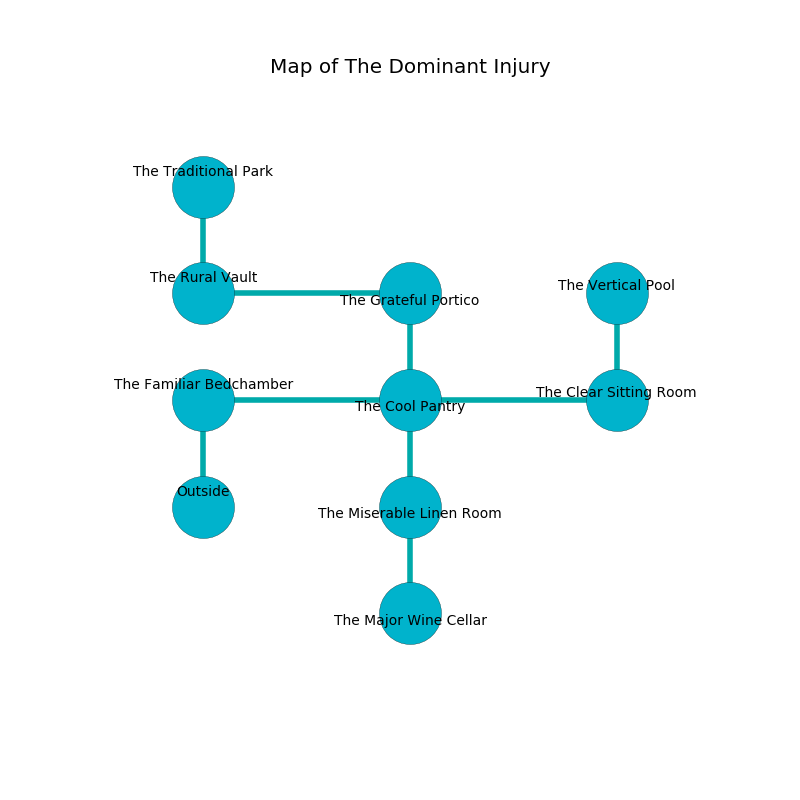 Map of The Dominant Injury
The Traditional Park
The Rural Vault
The Grateful Portico
The Vertical Pool
The Familiar Bedchamber
The Cool Pantry
The Clear Sitting Room
Outside
The Miserable Linen Room
The Major Wine Cellar